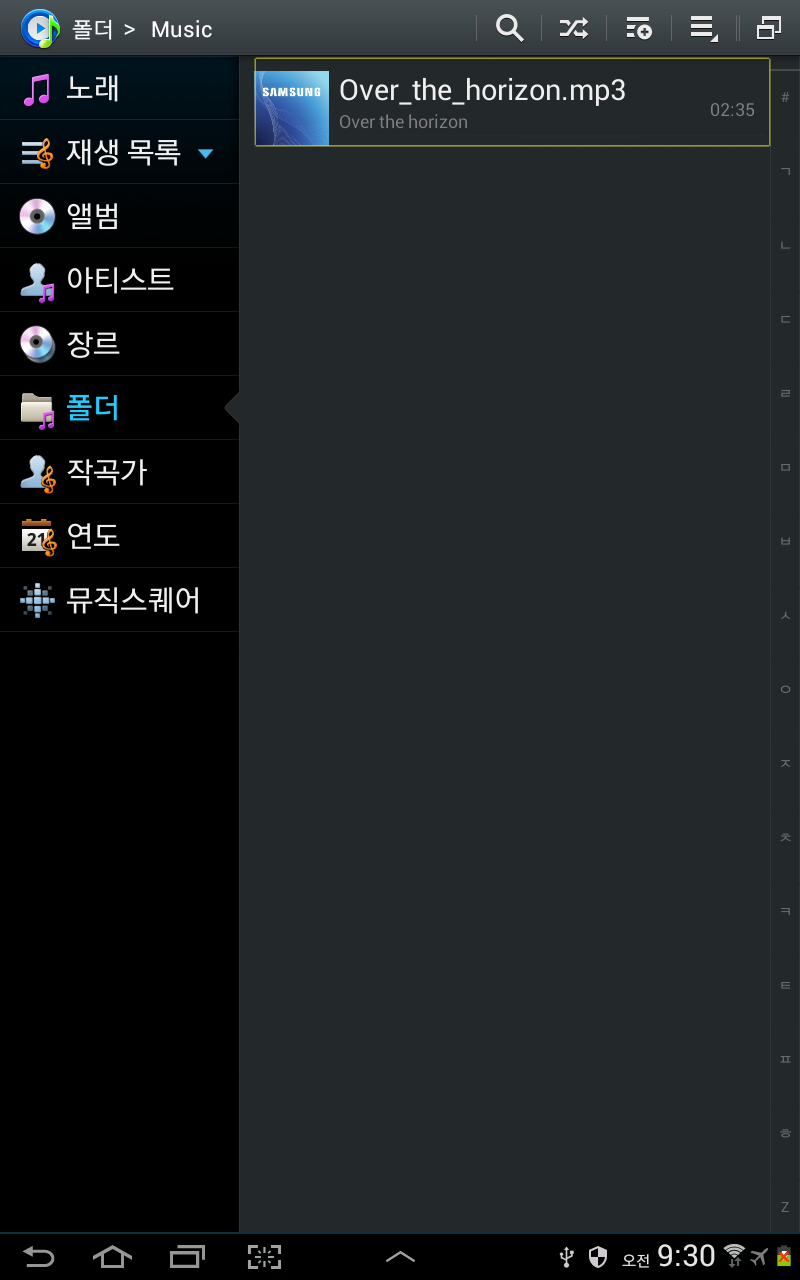 폴더 > Music
노래
재생 목록
앨범
아티스트
장르
폴더
작곡가
21
연도
뮤직스퀘어
SAMSUNG
Over_the_horizon.mp3
Over the horizon
02:35
#
ㄱ
ㄴ
ㄷ
ㄹ
ㅁ
ㅂ
ㅅ
ㅇ
ㅈ
ㅊ
ㅋ
ㅌ
ㅍ
ㅎ
Z
오전 9:30